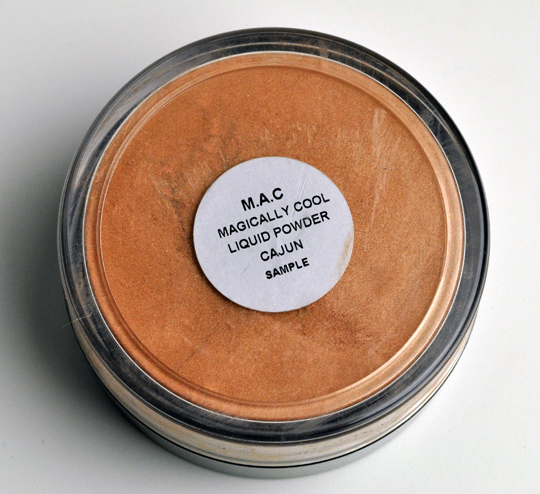 M.A.C
MAGICALLY COOL
LIQUID POWDER
CAJUN
SAMPLE